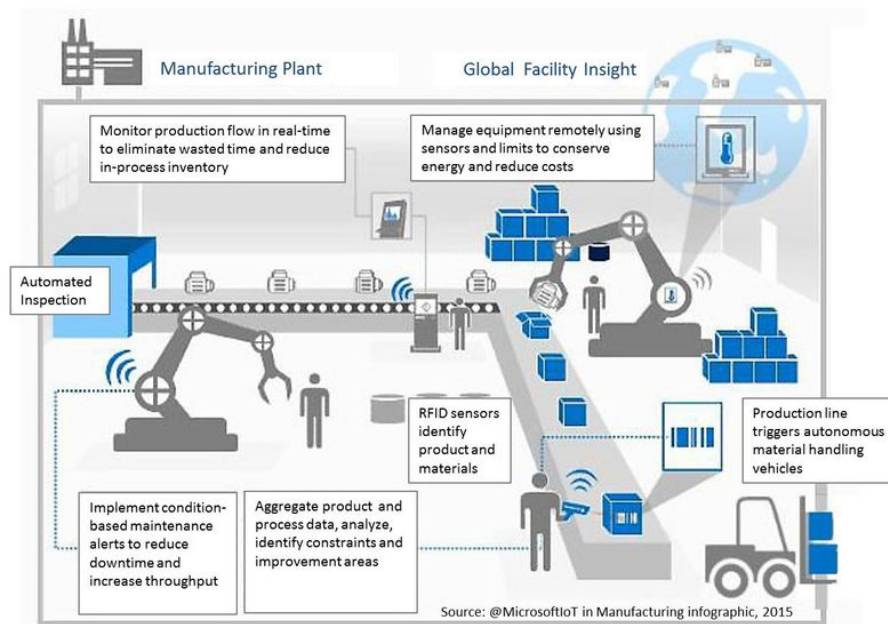 Manufacturing Plant
Global Facility Insight
Monitor production flow in real-time
to eliminate wasted time and reduce
in-process inventory
Manage equipment remotely using
sensors and limits to conserve
energy and reduce costs
Automated
Inspection
RFID sensors
identify
product and
materials
Production line
triggers autonomous
material handling
vehicles
Implement condition-
based maintenance
alerts to reduce
downtime and
increase throughput
Aggregate product and
process data, analyze,
identify constraints and
improvement areas
Source: @MicrosoftIoT in Manufacturing infographic, 2015